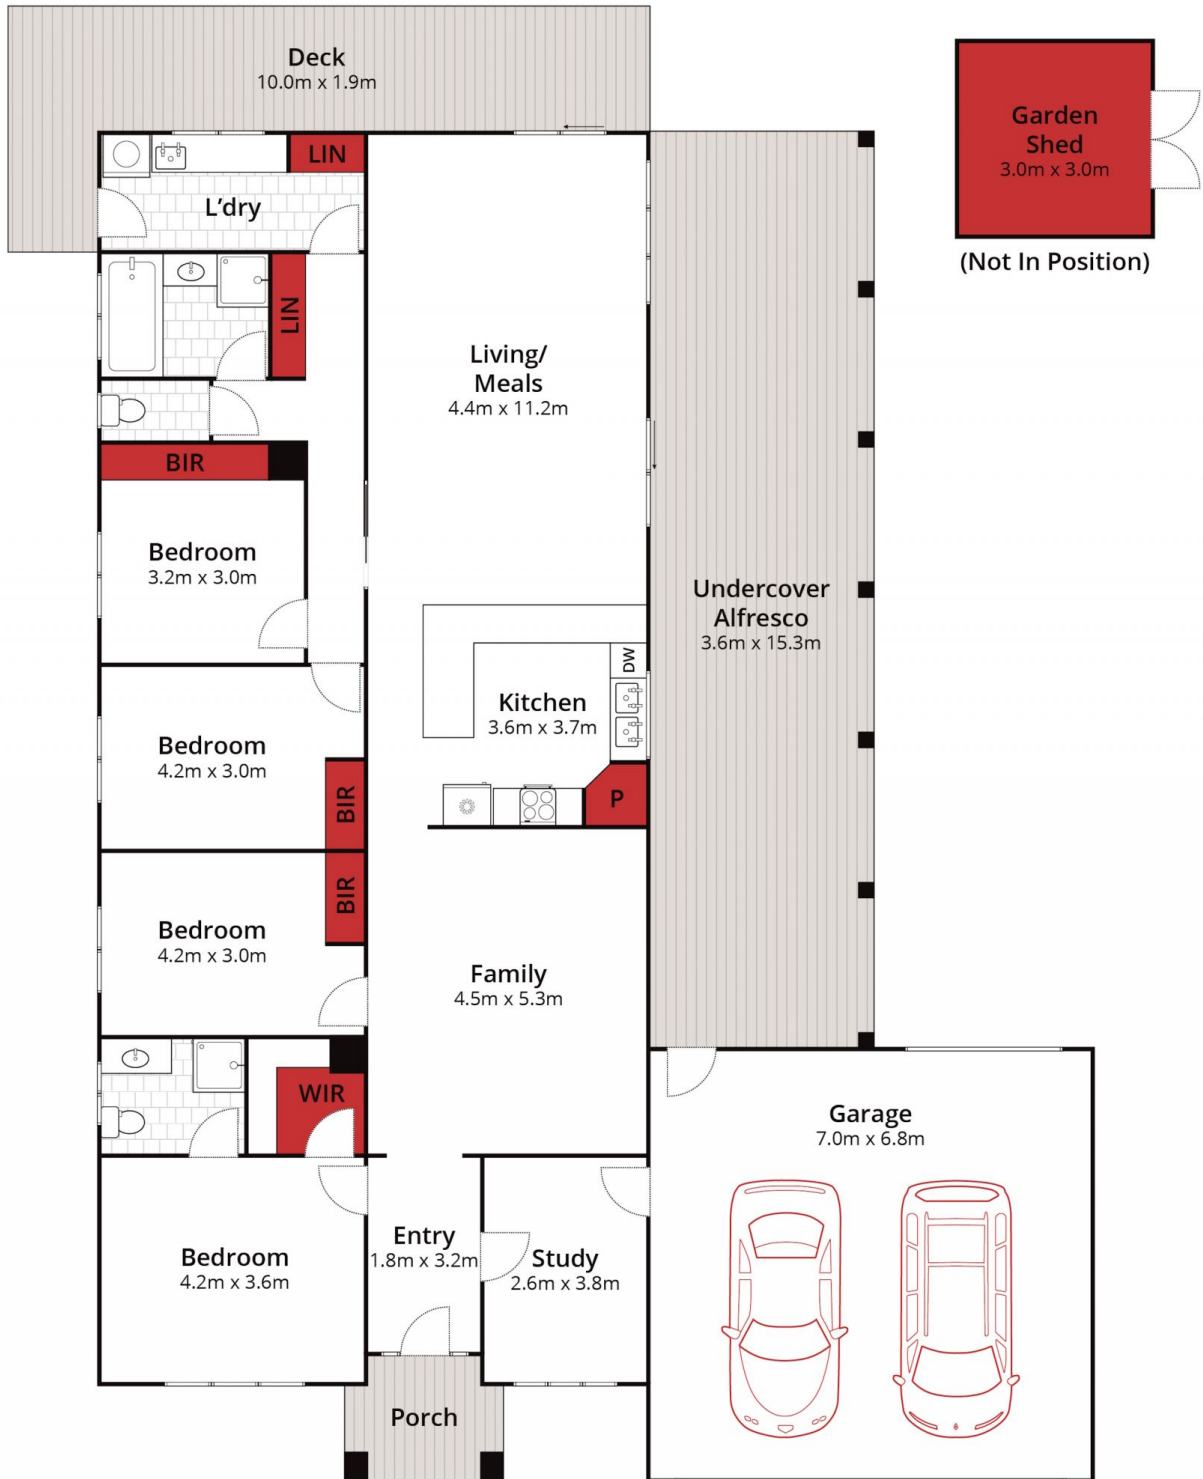 Deck
10.0m x 1.9m
Garden
Shed
3.0m x 3.0m
(Not In Position)
LIN
L'dry
LIN
Living/
Meals
4.4m x 11.2m
BIR
Bedroom
3.2m x 3.0m
Undercover
Alfresco
3.6m x 15.3m
DW
Kitchen
3.6m x 3.7m
P
Bedroom
4.2m x 3.0m
BIR
BIR
Bedroom
4.2m x 3.0m
Family
4.5m x 5.3m
WIR
Garage
7.0m x 6.8m
Bedroom
4.2m x 3.6m
Entry
1.8m x 3.2m
Study
2.6m x 3.8m
Porch